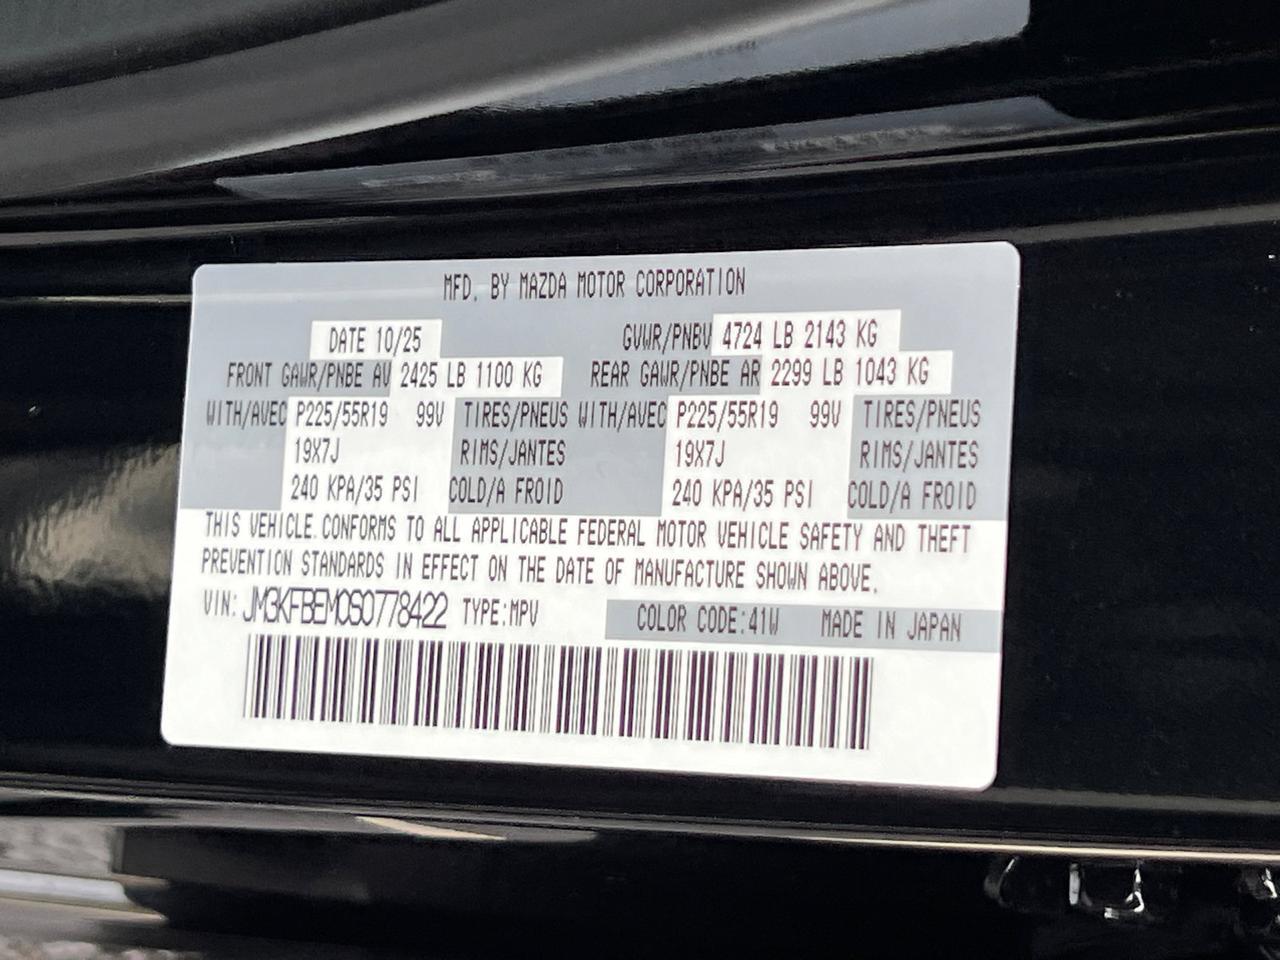 MFD. BY MAZDA MOTOR CORPORATION
DATE 10/25 GVWR/PNBV 4724 LB 2143 KG
FRONT GAWR/PNBE AV 2425 LB 1100 KG REAR GAWR/PNBE AR 2299 LB 1043 KG
WITH/AVEC P225/55R19 99V TIRES/PNEUS WITH/AVEC P225/55R19 99V TIRES/PNEUS
19X7J RIMS/JANTES 19X7J RIMS/JANTES
240 KPA/35 PSI COLD/A FROID 240 KPA/35 PSI COLD/A FROID
THIS VEHICLE CONFORMS TO ALL APPLICABLE FEDERAL MOTOR VEHICLE SAFETY AND THEFT
PREVENTION STANDARDS IN EFFECT ON THE DATE OF MANUFACTURE SHOWN ABOVE.
VIN: JM3KFBEM0S0778422 TYPE:MPV COLOR CODE:41W MADE IN JAPAN